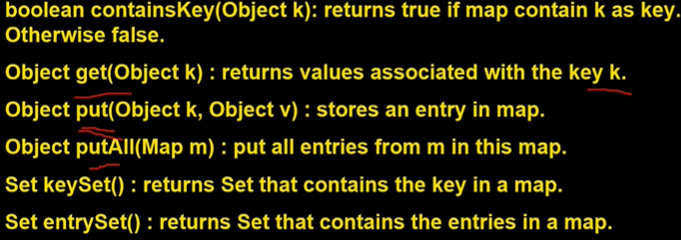 boolean containsKey(Object k): returns true if map contain k as key.
Otherwise false.
Object get(Object k) : returns values associated with the key k.
Object put(Object k, Object v) : stores an entry in map.
Object putAll(Map m) : put all entries from m in this map.
Set keySet() : returns Set that contains the key in a map.
Set entrySet() : returns Set that contains the entries in a map.